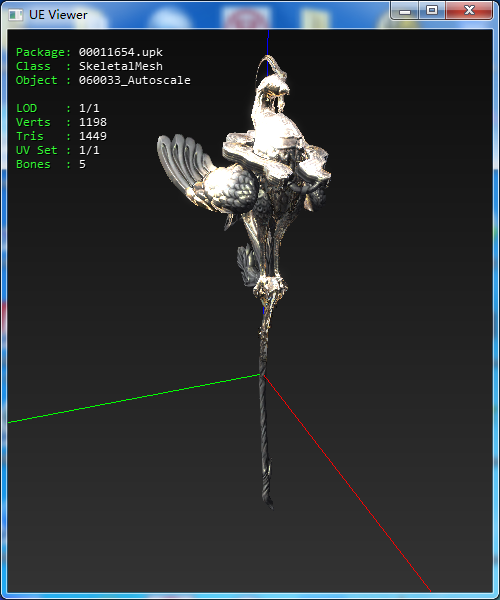 UE Viewer
Package: 00011654.upk
Class : SkeletalMesh
Object : 060033_Autoscale
LOD : 1/1
Verts : 1198
Tris : 1449
UV Set : 1/1
Bones : 5